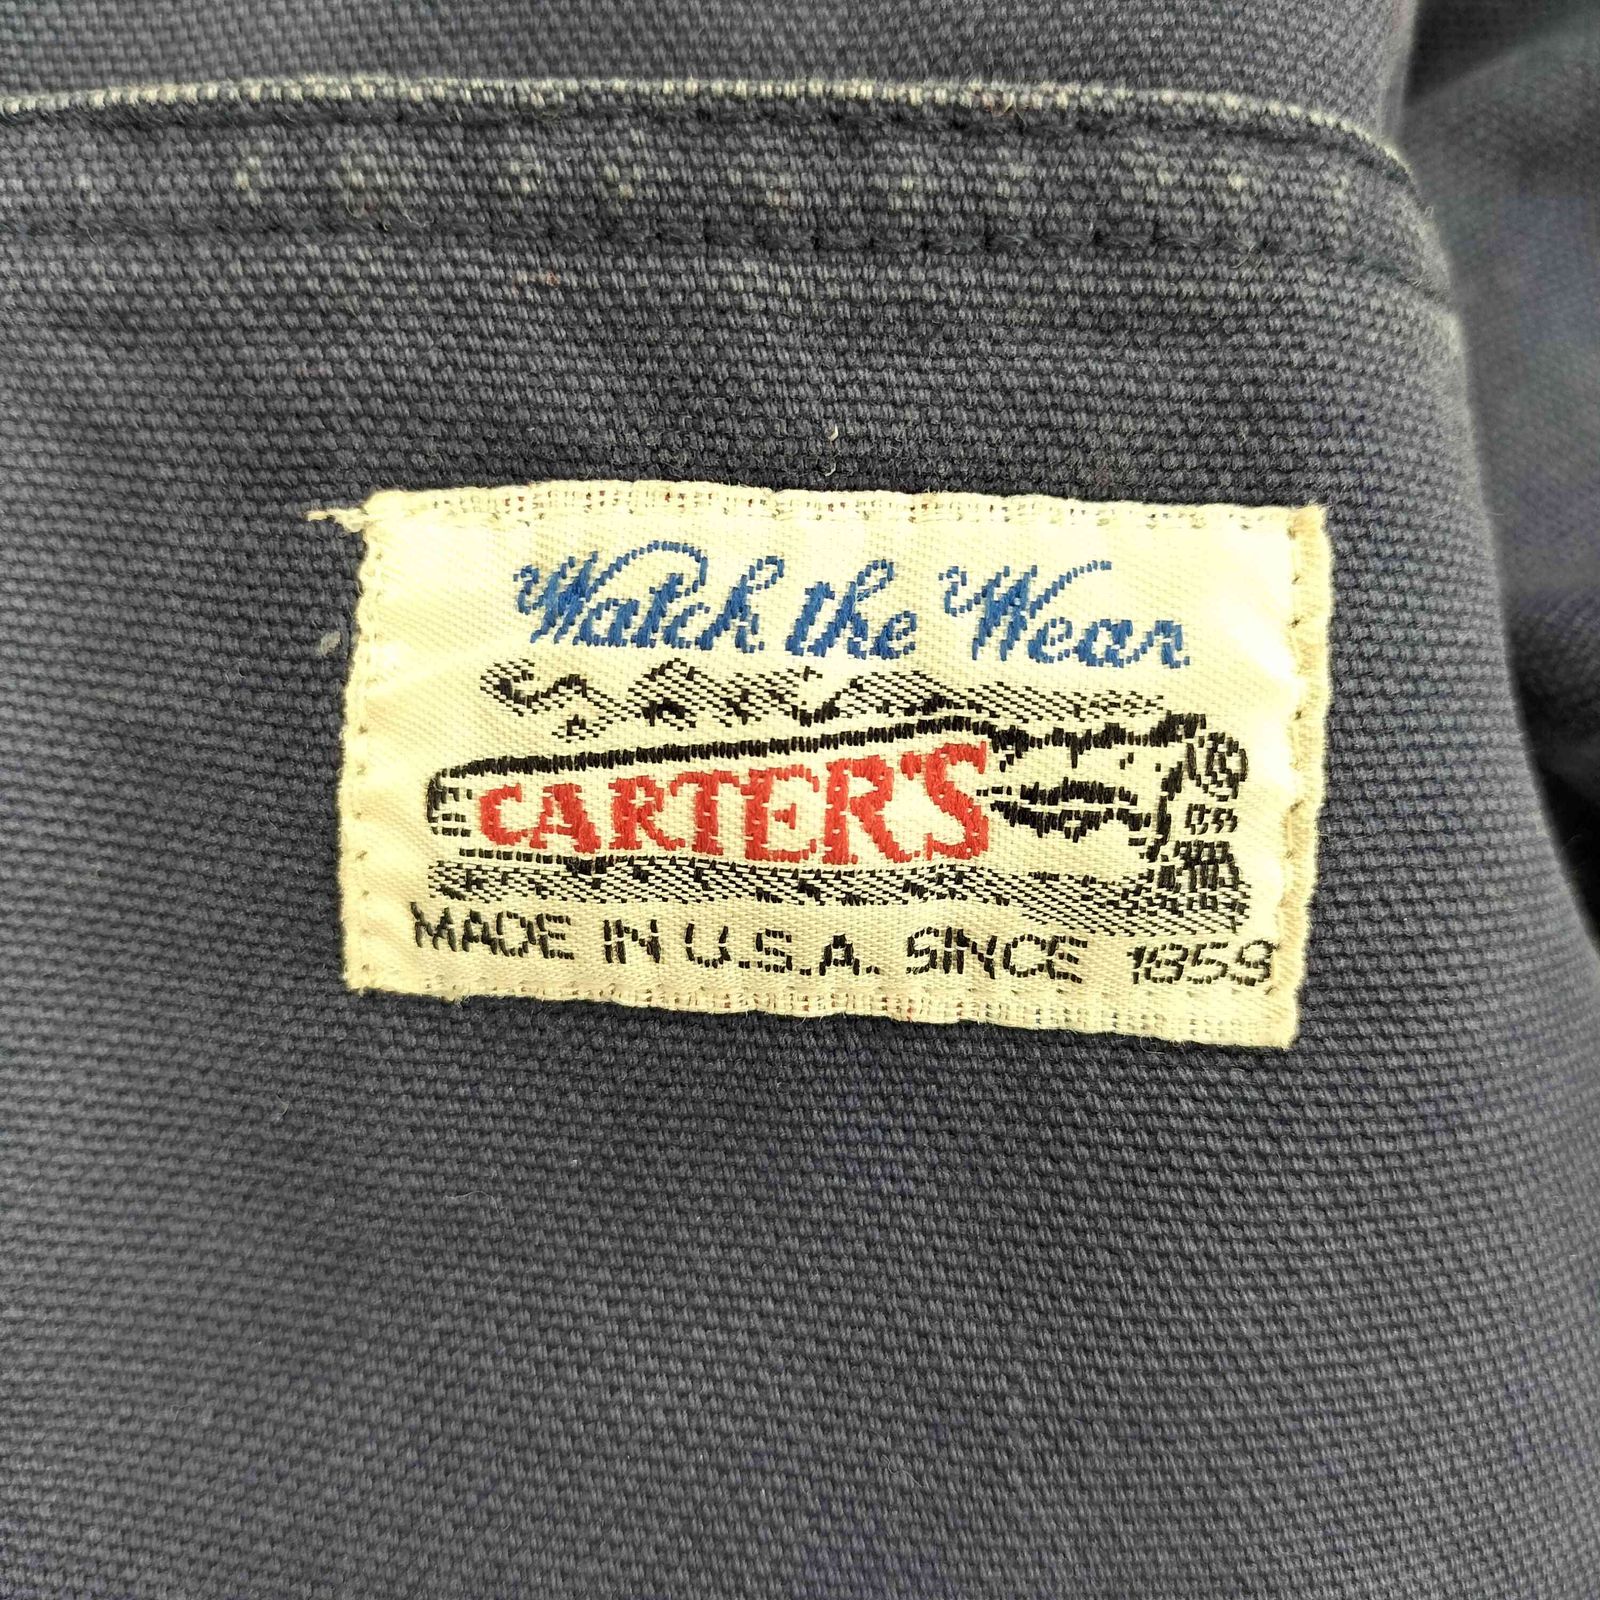 Watch the Wear
CARTER'S
MADE IN U.S.A. SINCE 1859